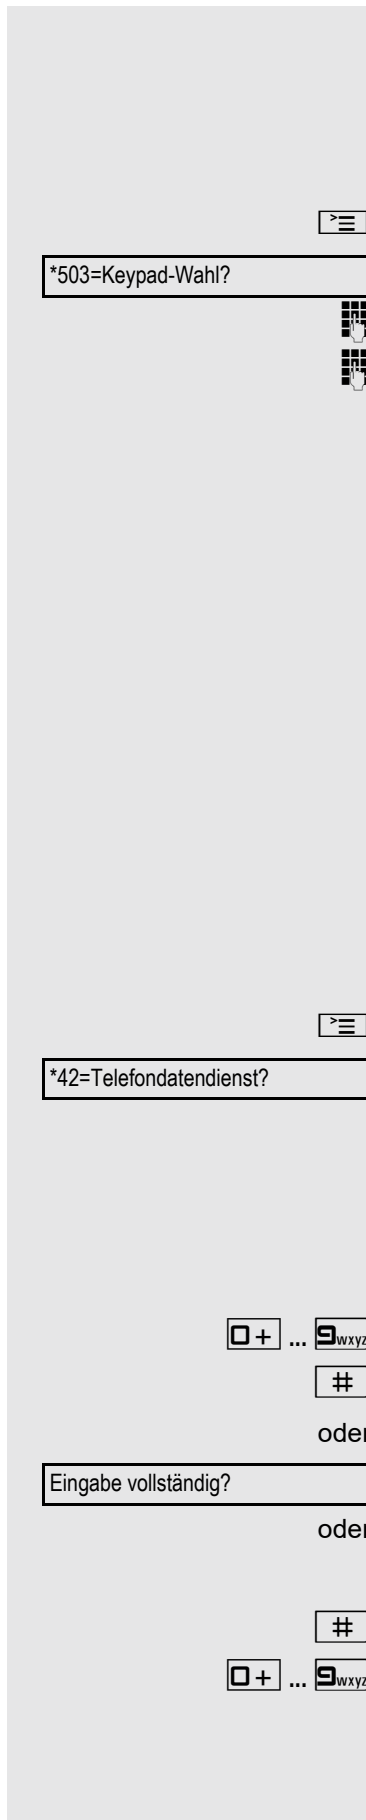 *503=Keypad-Wahl?
*42=Telefondatendienst?
0 + ... 9wxyz
#
oder
Eingabe vollständig?
oder
#
0 + ... 9wxyz